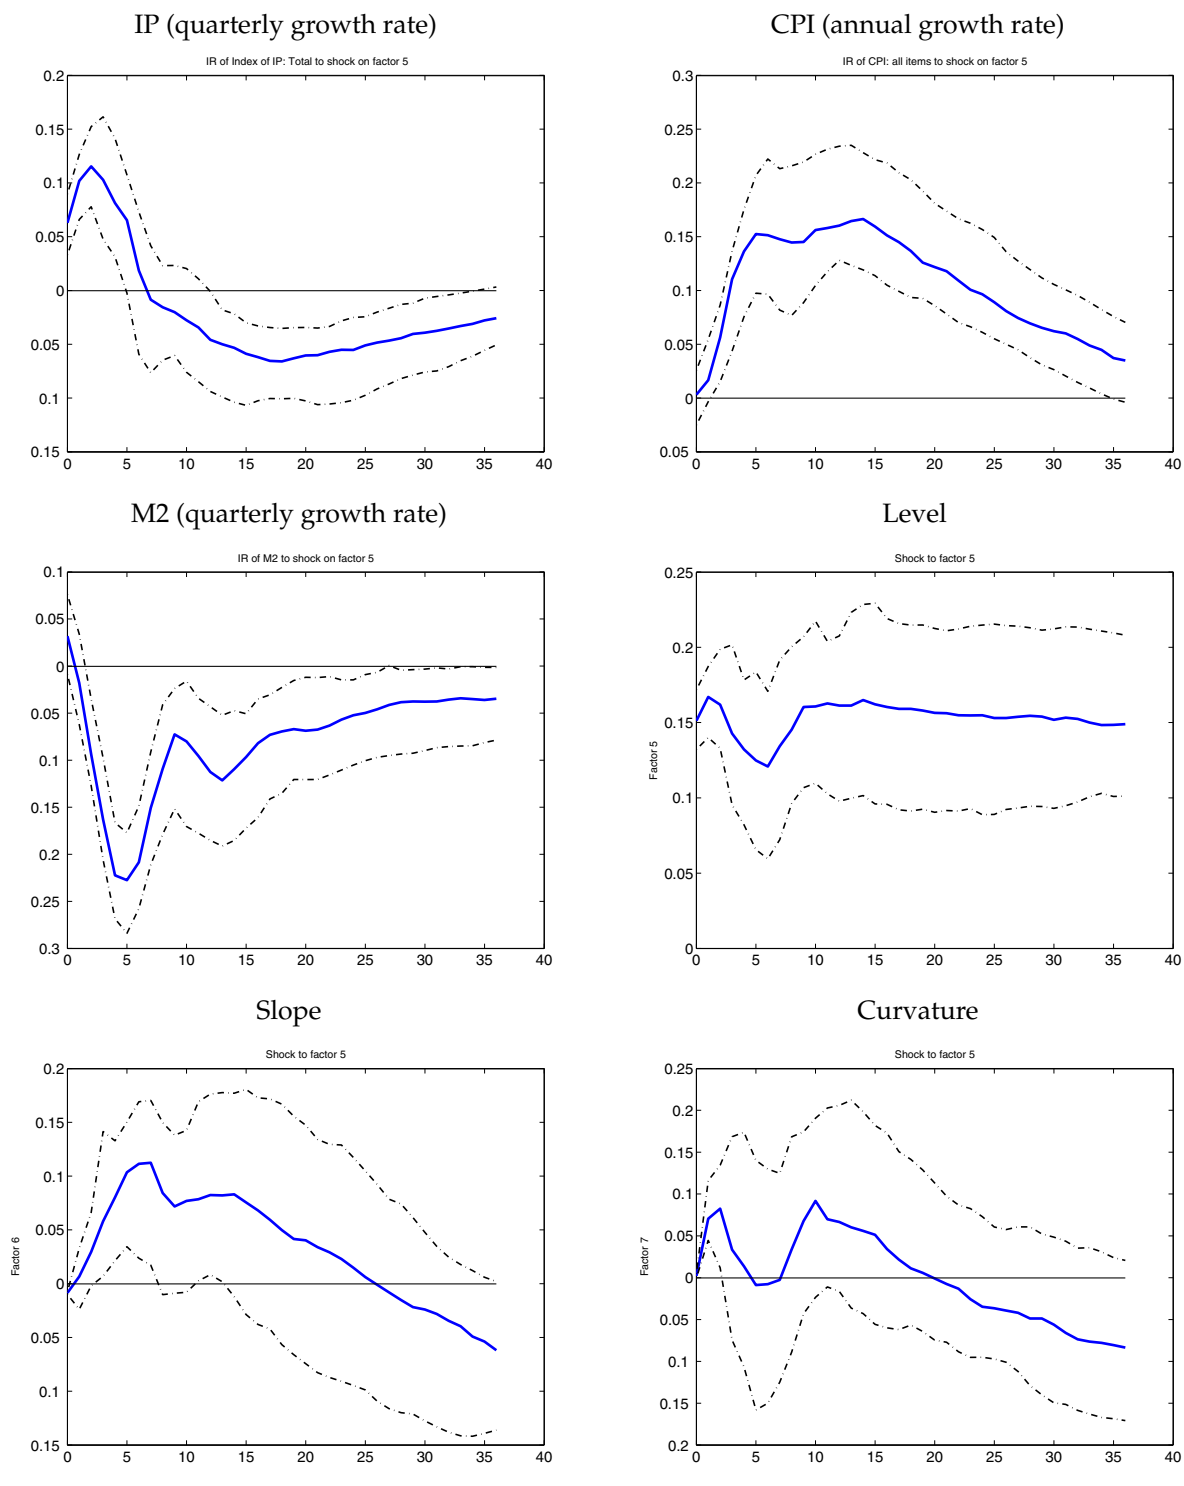 IP (quarterly growth rate)
IR of Index of IP: Total to shock on factor 5
0.2
0.15
0.1
0.05
0
0.05
0.1
0.15
0 5 10 15 20 25 30 35 40
CPI (annual growth rate)
IR of CPI: all items to shock on factor 5
0.3
0.25
0.2
0.15
0.1
0.05
0
0.05
0 5 10 15 20 25 30 35 40
M2 (quarterly growth rate)
IR of M2 to shock on factor 5
0.1
0.05
0
0.05
0.1
0.15
0.2
0.25
0.3
0 5 10 15 20 25 30 35 40
Level
Shock to factor 5
Factor 5
0.25
0.2
0.15
0.1
0.05
0
0 5 10 15 20 25 30 35 40
Slope
Shock to factor 5
Factor 6
0.2
0.15
0.1
0.05
0
0.05
0.1
0.15
0 5 10 15 20 25 30 35 40
Curvature
Shock to factor 5
Factor 7
0.25
0.2
0.15
0.1
0.05
0
0.05
0.1
0.15
0.2
0 5 10 15 20 25 30 35 40